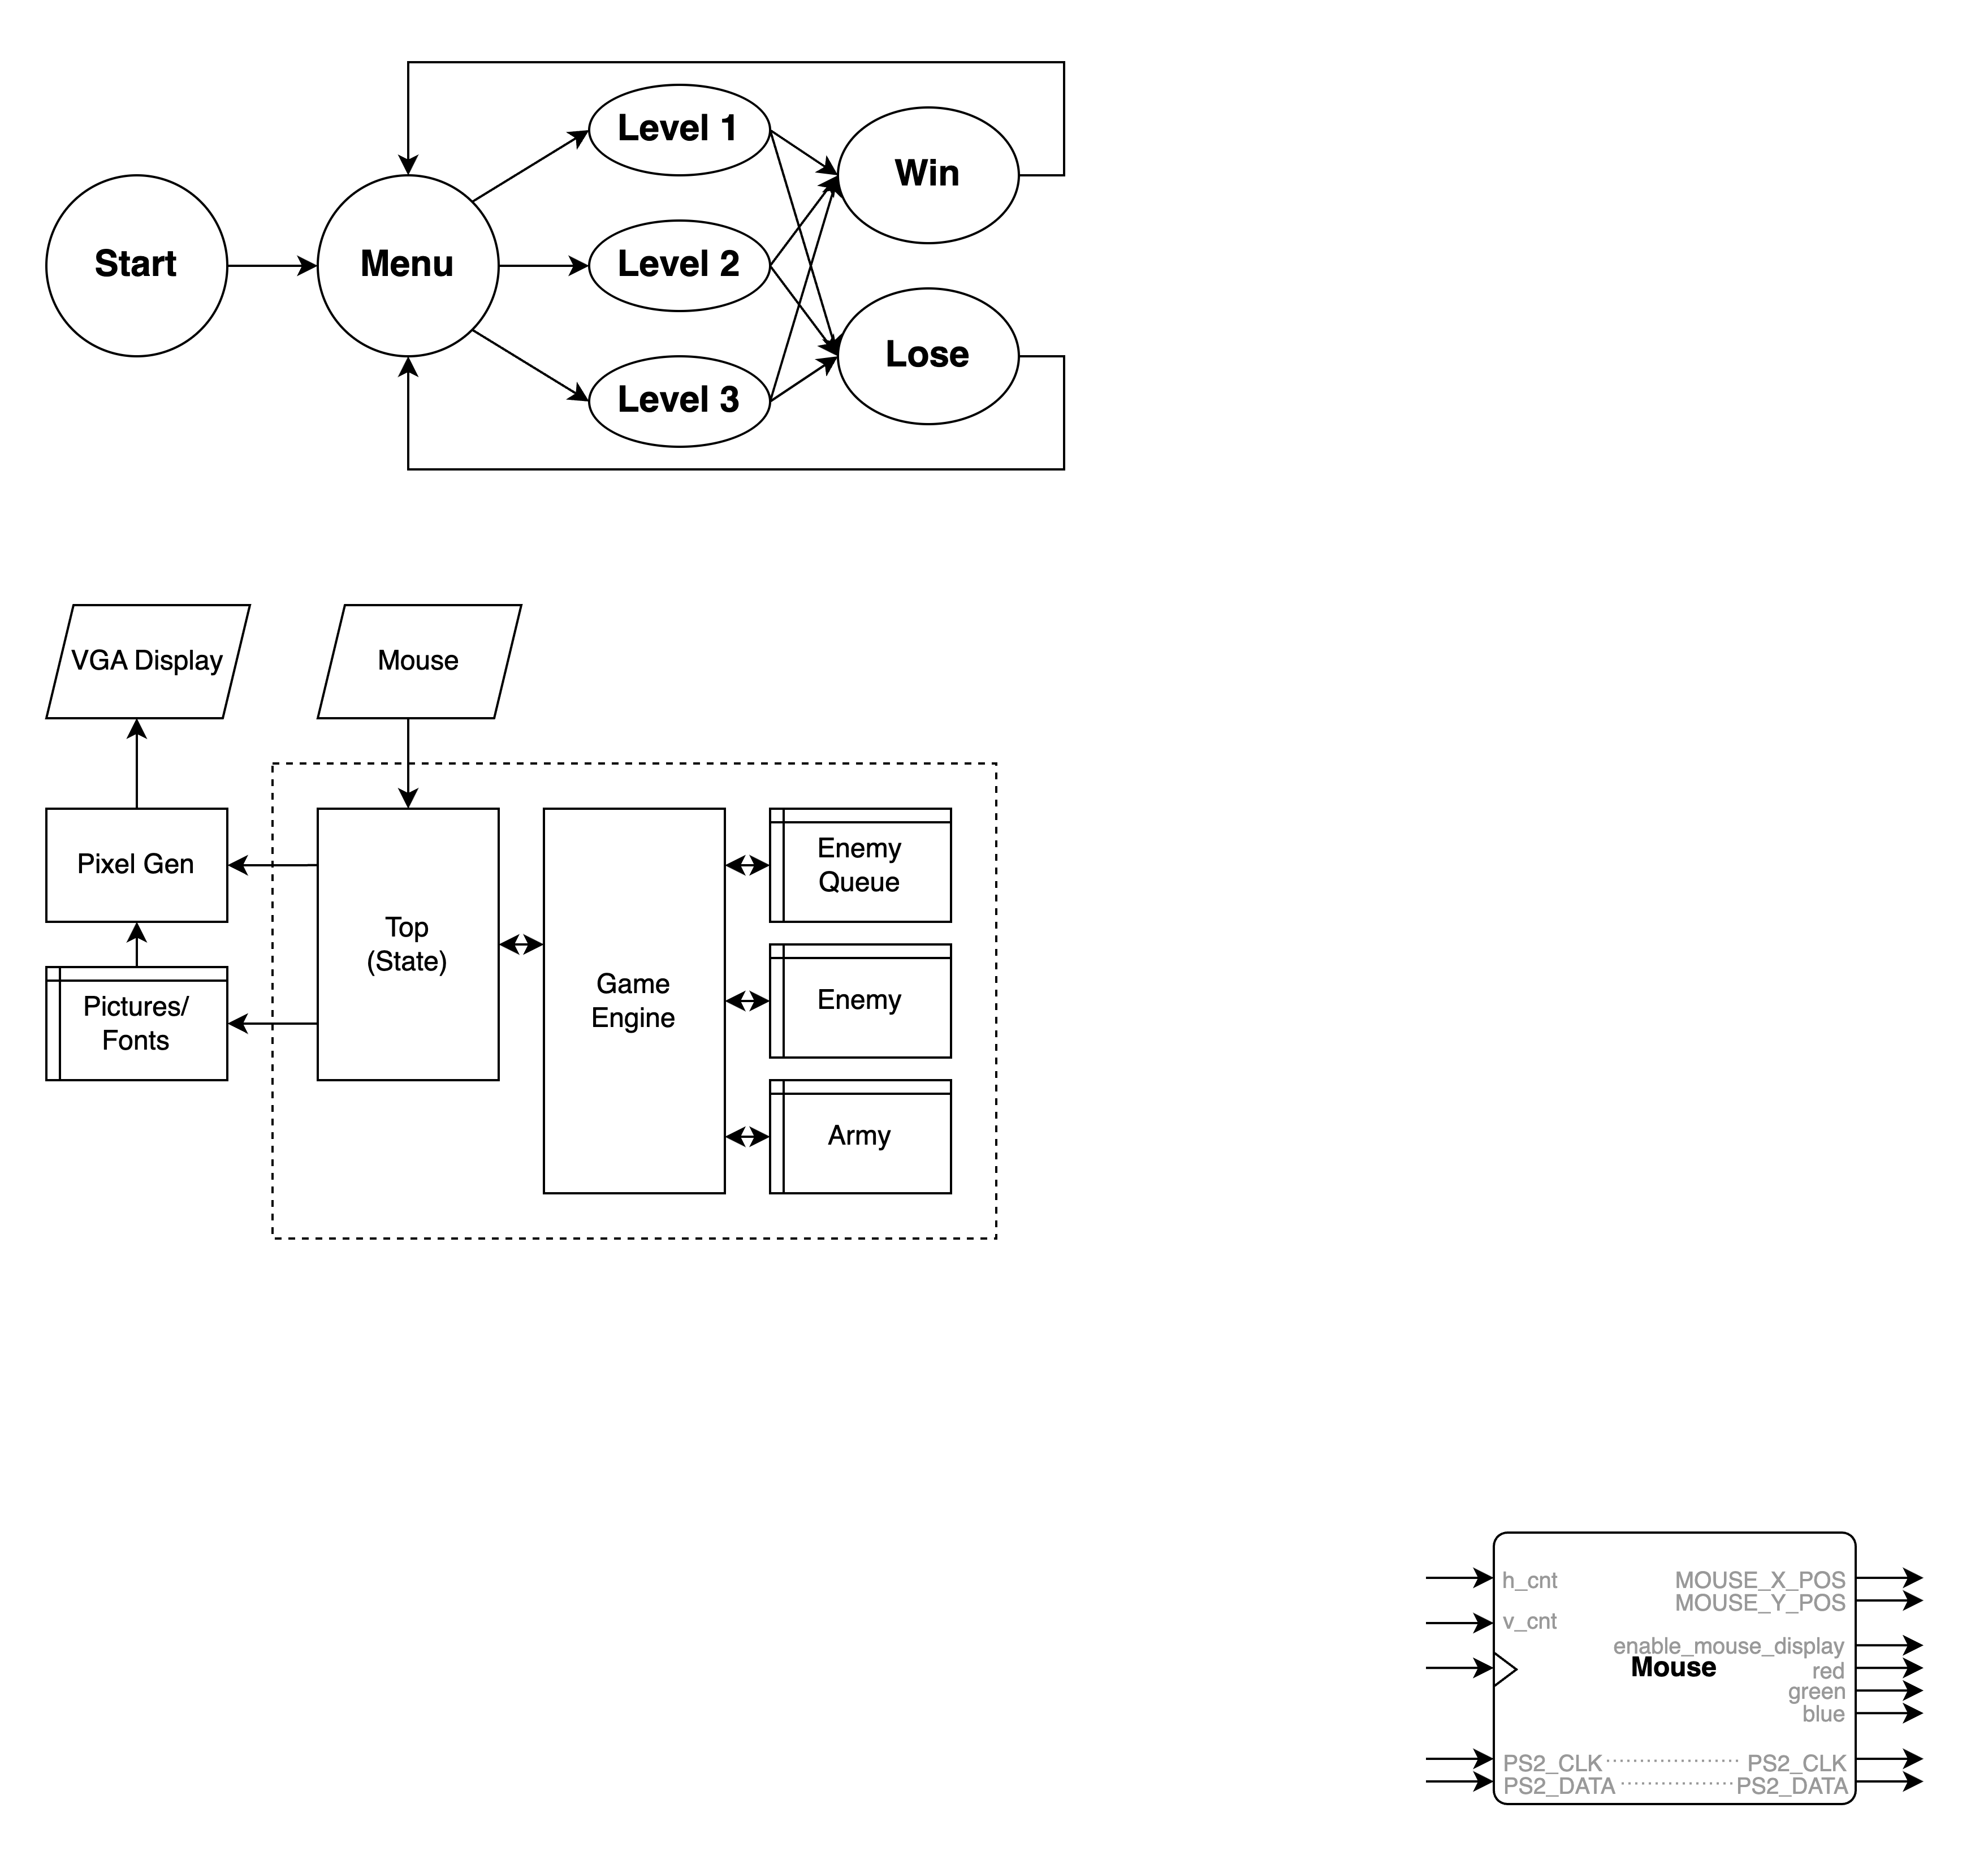 Start
Menu
Level 1
Level 2
Level 3
Win
Lose
VGA Display
Mouse
Pixel Gen
Pictures/
Fonts
Top
(State)
Game
Engine
Enemy
Queue
Enemy
Army
Mouse
h_cnt
v_cnt
PS2_CLK
PS2_DATA
MOUSE_X_POS
MOUSE_Y_POS
enable_mouse_display
red
green
blue
PS2_CLK
PS2_DATA